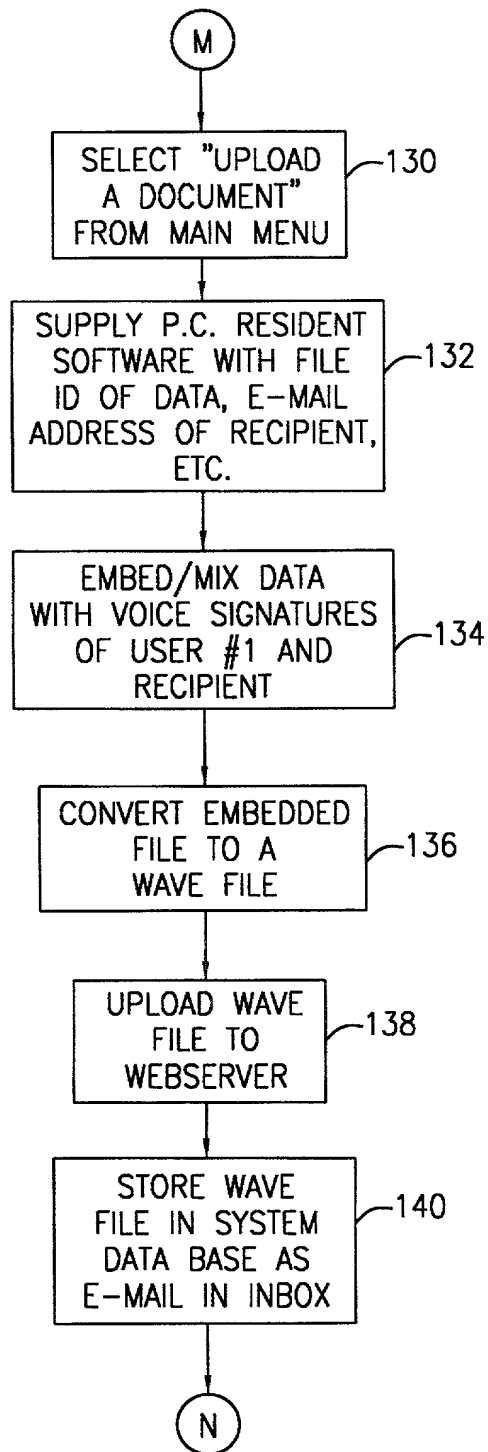 M
SELECT "UPLOAD
A DOCUMENT"
FROM MAIN MENU
130
SUPPLY P.C. RESIDENT
SOFTWARE WITH FILE
ID OF DATA, E-MAIL
ADDRESS OF RECIPIENT,
ETC.
132
EMBED/MIX DATA
WITH VOICE SIGNATURES
OF USER #1 AND
RECIPIENT
134
CONVERT EMBEDDED
FILE TO A
WAVE FILE
136
UPLOAD WAVE
FILE TO
WEBSERVER
138
STORE WAVE
FILE IN SYSTEM
DATA BASE AS
E-MAIL IN INBOX
140
N